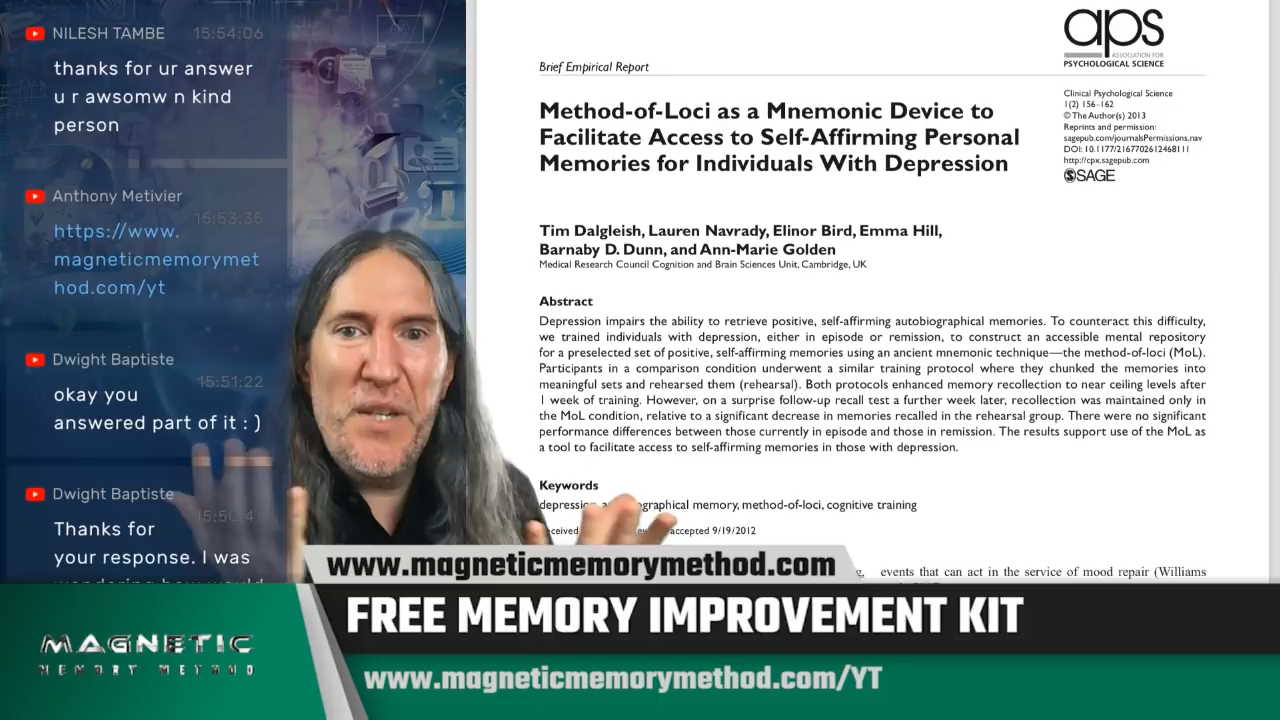 NILESH TAMBE 15:54:06
thanks for ur answer
u r awsomw n kind
person
Anthony Metivier 15:53:35
https://www.
magneticmemorymet
hod.com/yt
Dwight Baptiste 15:51:22
okay you
answered part of it : )
Dwight Baptiste
Thanks for
your response. I was
Brief Empirical Report
aps
ASSOCIATION FOR
PSYCHOLOGICAL SCIENCE
Method-of-Loci as a Mnemonic Device to
Facilitate Access to Self-Affirming Personal
Memories for Individuals With Depression
Clinical Psychological Science
1(2) 156–162
© The Author(s) 2013
Reprints and permission:
sagepub.com/journalsPermissions.nav
DOI: 10.1177/2167702612468111
http://cpx.sagepub.com
SAGE
Tim Dalgleish, Lauren Navrady, Elinor Bird, Emma Hill,
Barnaby D. Dunn, and Ann-Marie Golden
Medical Research Council Cognition and Brain Sciences Unit, Cambridge, UK
Abstract
Depression impairs the ability to retrieve positive, self-affirming autobiographical memories. To counteract this difficulty,
we trained individuals with depression, either in episode or remission, to construct an accessible mental repository
for a preselected set of positive, self-affirming memories using an ancient mnemonic technique—the method-of-loci (MoL).
Participants in a comparison condition underwent a similar training protocol where they chunked the memories into
meaningful sets and rehearsed them (rehearsal). Both protocols enhanced memory recollection to near ceiling levels after
1 week of training. However, on a surprise follow-up recall test a further week later, recollection was maintained only in
the MoL condition, relative to a significant decrease in memories recalled in the rehearsal group. There were no significant
performance differences between those currently in episode and those in remission. The results support use of the MoL as
a tool to facilitate access to self-affirming memories in those with depression.
Keywords
depression, memory, method-of-loci, cognitive training
accepted 9/19/2012
events that can act in the service of mood repair (Williams
www.magneticmemorymethod.com
FREE MEMORY IMPROVEMENT KIT
www.magneticmemorymethod.com/YT
MAGNETIC
MEMORY METHOD